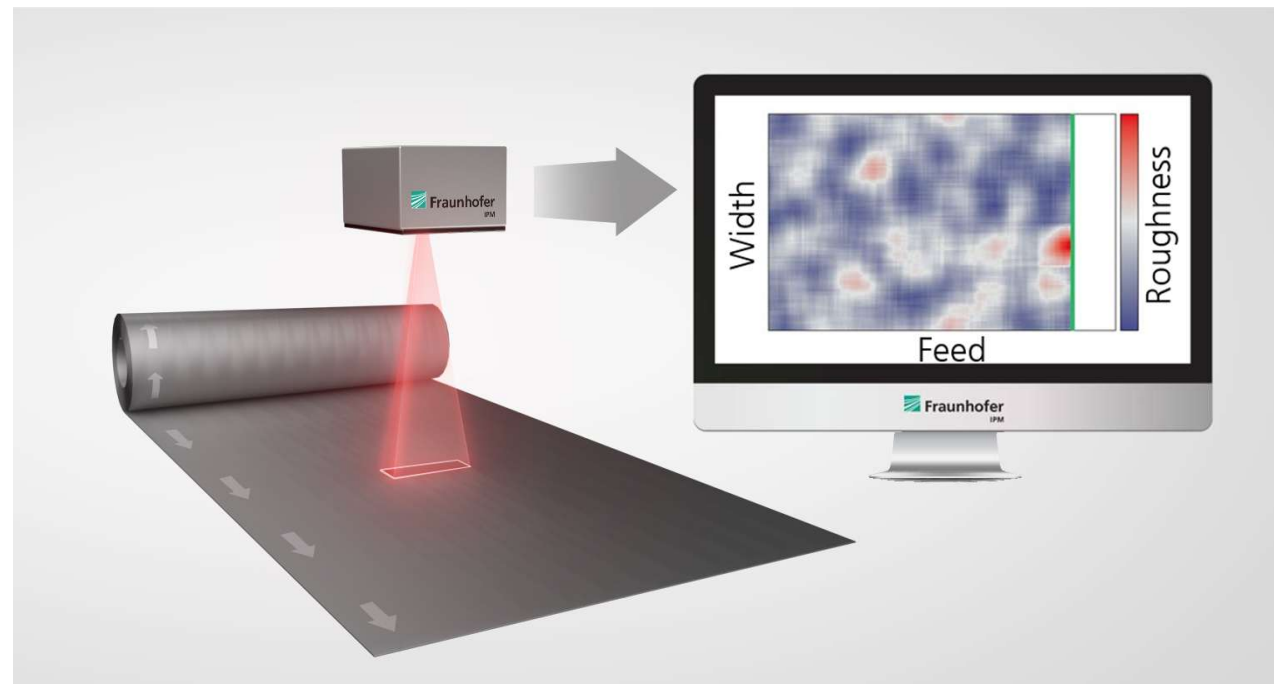 Fraunhofer
IPM
Width
Roughness
Feed
Fraunhofer
IPM